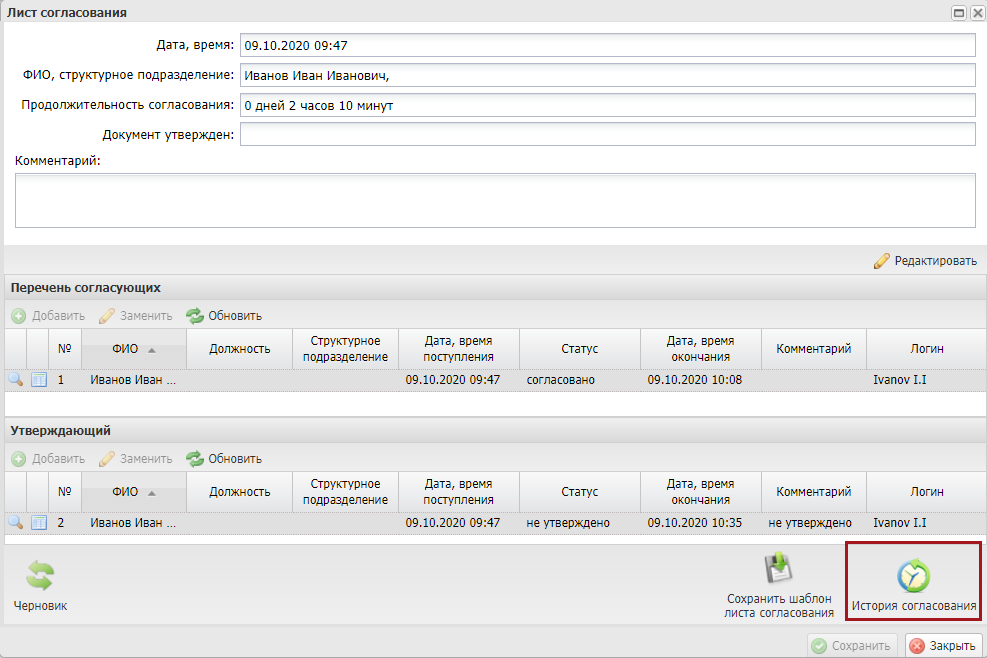 Лист согласования
Дата, время: 09.10.2020 09:47
ФИО, структурное подразделение: Иванов Иван Иванович,
Продолжительность согласования: 0 дней 2 часов 10 минут
Документ утвержден:
Комментарий:
Редактировать
Перечень согласующих
Добавить Заменить Обновить
№ ФИО Должность Структурное подразделение Дата, время поступления Статус Дата, время окончания Комментарий Логин
1 Иванов Иван ... 09.10.2020 09:47 согласовано 09.10.2020 10:08 Ivanov I.I
Утверждающий
Добавить Заменить Обновить
№ ФИО Должность Структурное подразделение Дата, время поступления Статус Дата, время окончания Комментарий Логин
2 Иванов Иван ... 09.10.2020 09:47 не утверждено 09.10.2020 10:35 не утверждено Ivanov I.I
Черновик
Сохранить шаблон
листа согласования
История согласования
Сохранить Закрыть